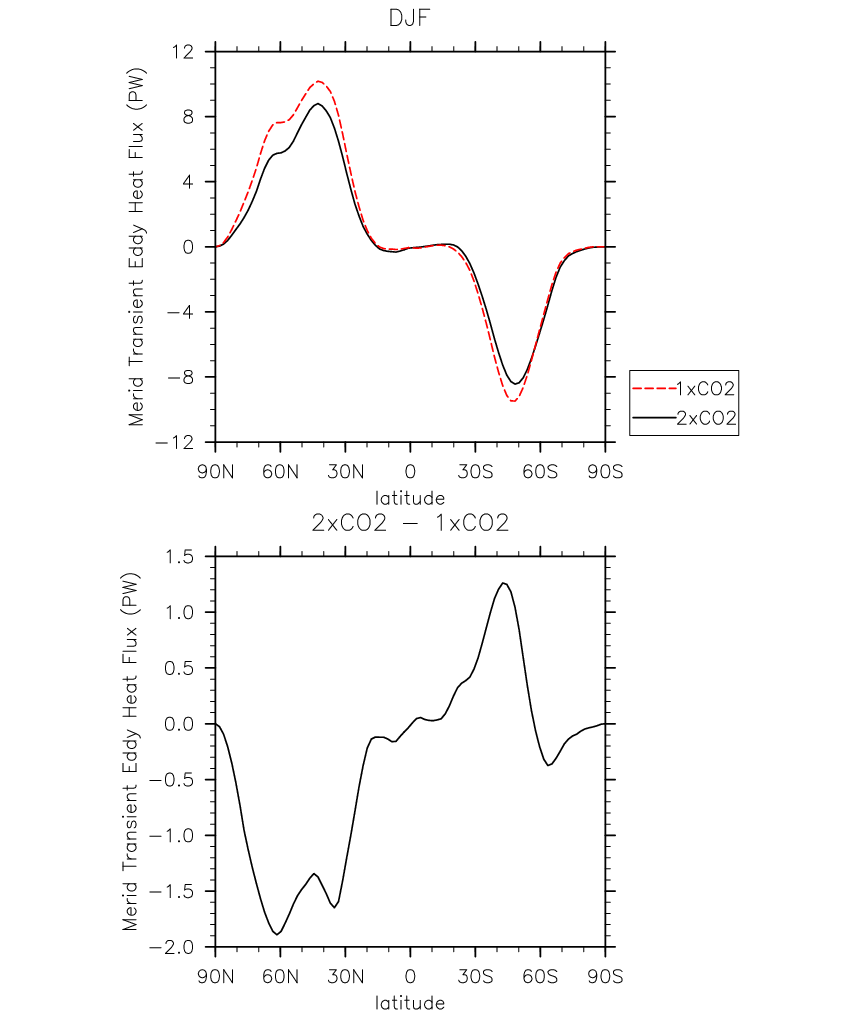 DJF
Merid Transient Eddy Heat Flux (PW)
12
8
4
0
−4
−8
−12
90N 60N 30N 0 30S 60S 90S
latitude
1xCO2
2xCO2
2xCO2 − 1xCO2
Merid Transient Eddy Heat Flux (PW)
1.5
1.0
0.5
0.0
−0.5
−1.0
−1.5
−2.0
90N 60N 30N 0 30S 60S 90S
latitude